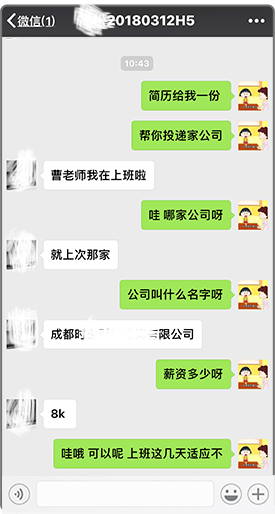 微信(1)
20180312H5
10:43
简历给我一份
帮你投递家公司
曹老师我在上班啦
哇 哪家公司呀
就上次那家
公司叫什么名字呀
成都时 有限公司
薪资多少呀
8k
哇哦 可以呢 上班这几天适应不